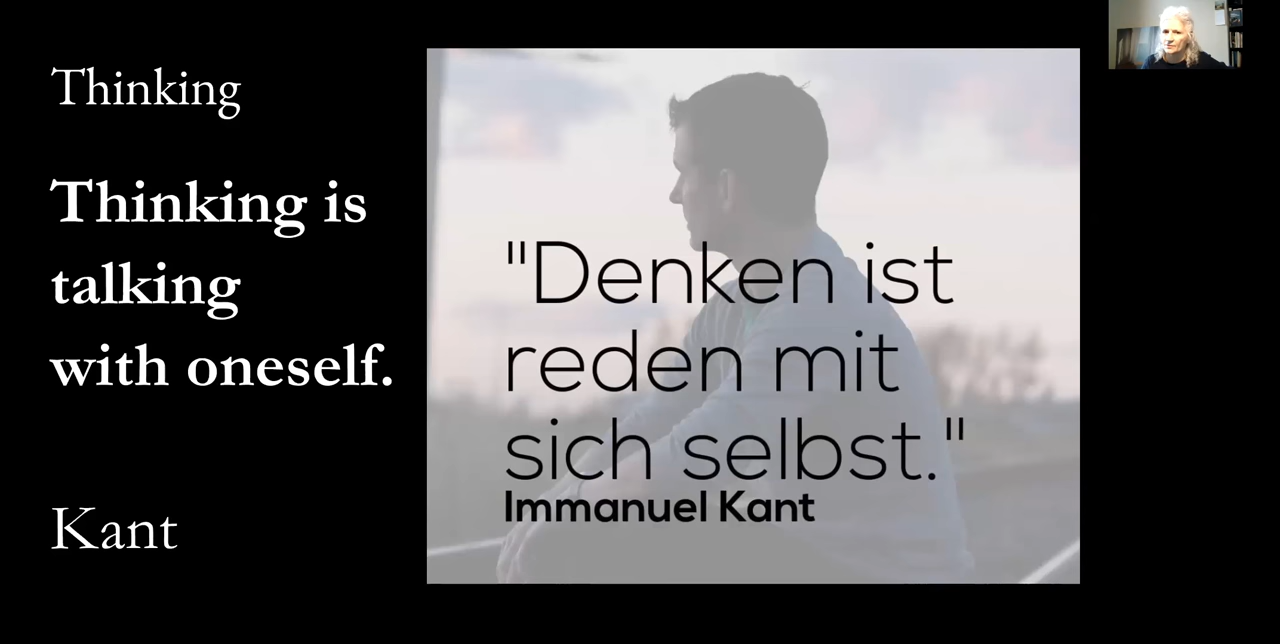 Thinking
Thinking is
talking
with oneself.
Kant
"Denken ist
reden mit
sich selbst."
Immanuel Kant